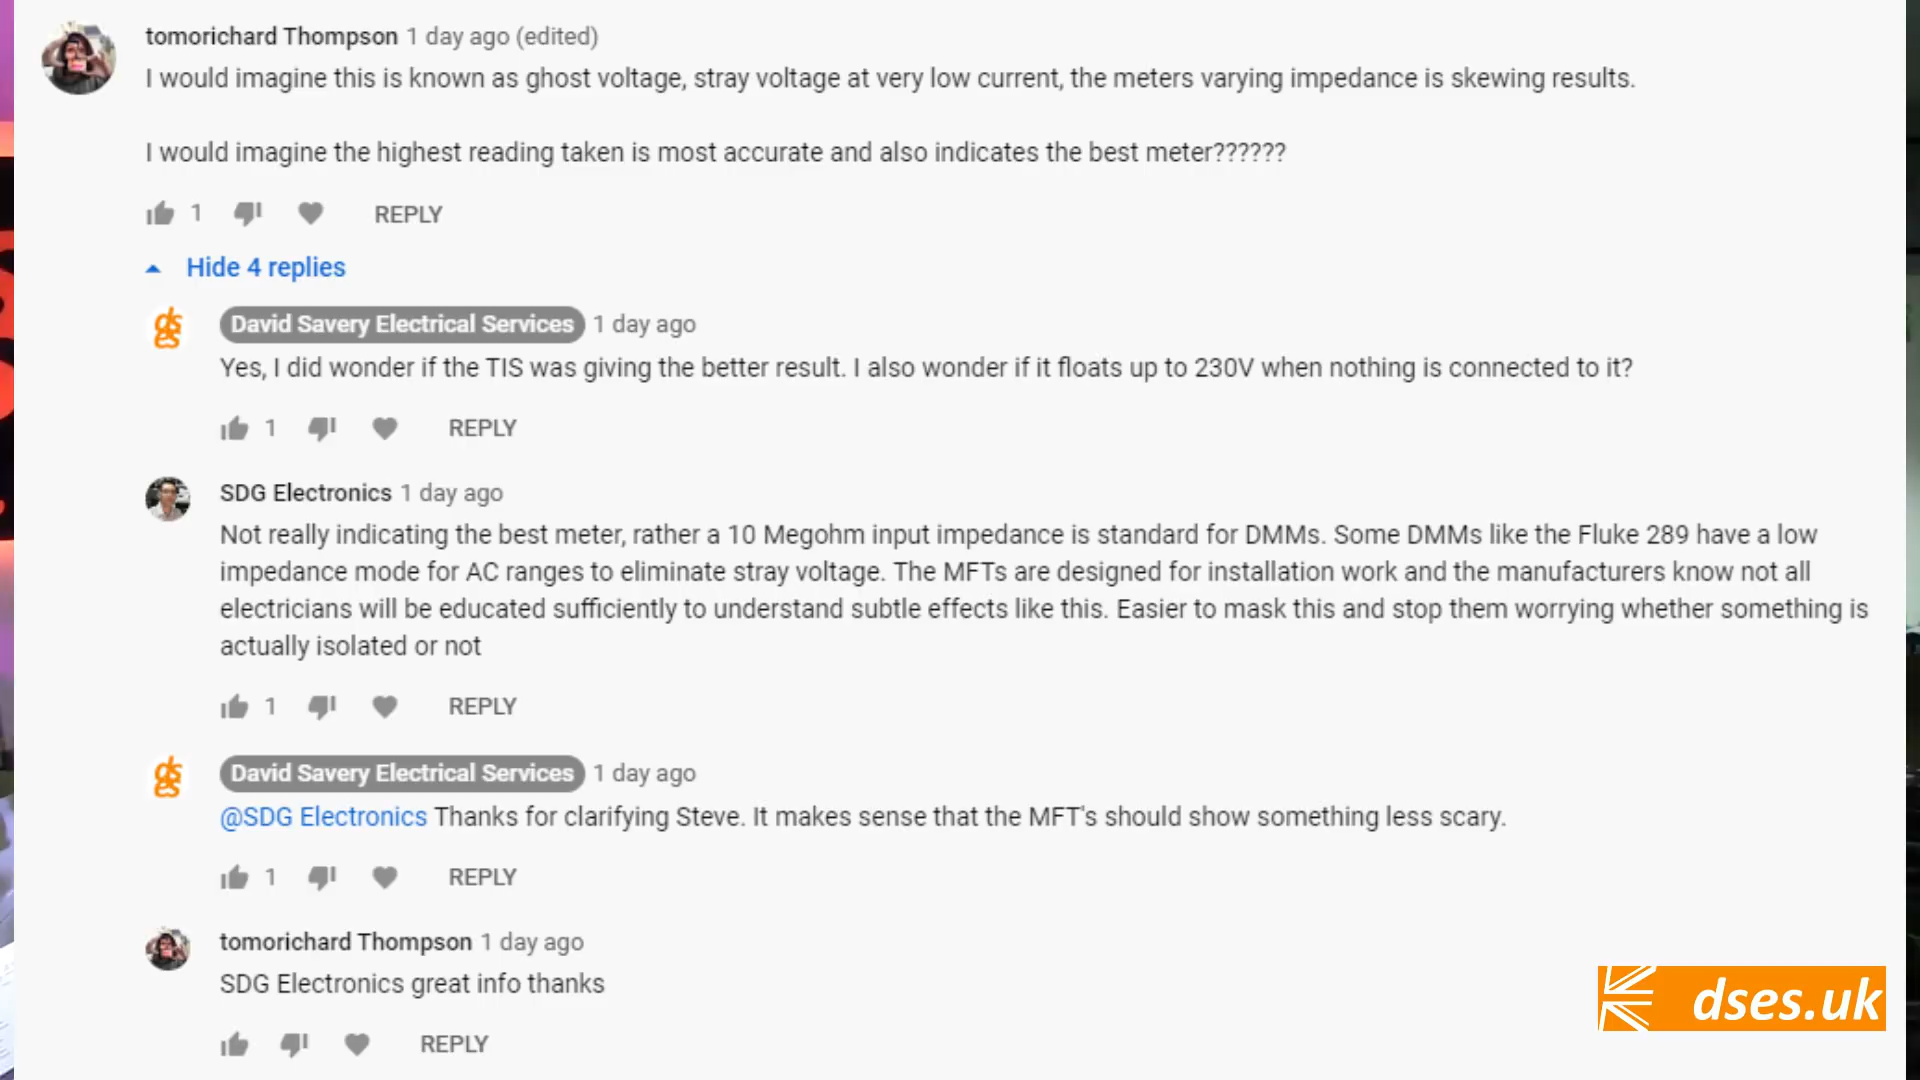 tomorichard Thompson 1 day ago (edited)
I would imagine this is known as ghost voltage, stray voltage at very low current, the meters varying impedance is skewing results.
I would imagine the highest reading taken is most accurate and also indicates the best meter??????
1 REPLY
Hide 4 replies
David Savery Electrical Services 1 day ago
Yes, I did wonder if the TIS was giving the better result. I also wonder if it floats up to 230V when nothing is connected to it?
1 REPLY
SDG Electronics 1 day ago
Not really indicating the best meter, rather a 10 Megohm input impedance is standard for DMMs. Some DMMs like the Fluke 289 have a low
impedance mode for AC ranges to eliminate stray voltage. The MFTs are designed for installation work and the manufacturers know not all
electricians will be educated sufficiently to understand subtle effects like this. Easier to mask this and stop them worrying whether something is
actually isolated or not
1 REPLY
David Savery Electrical Services 1 day ago
@SDG Electronics Thanks for clarifying Steve. It makes sense that the MFT's should show something less scary.
1 REPLY
tomorichard Thompson 1 day ago
SDG Electronics great info thanks
REPLY
dses.uk